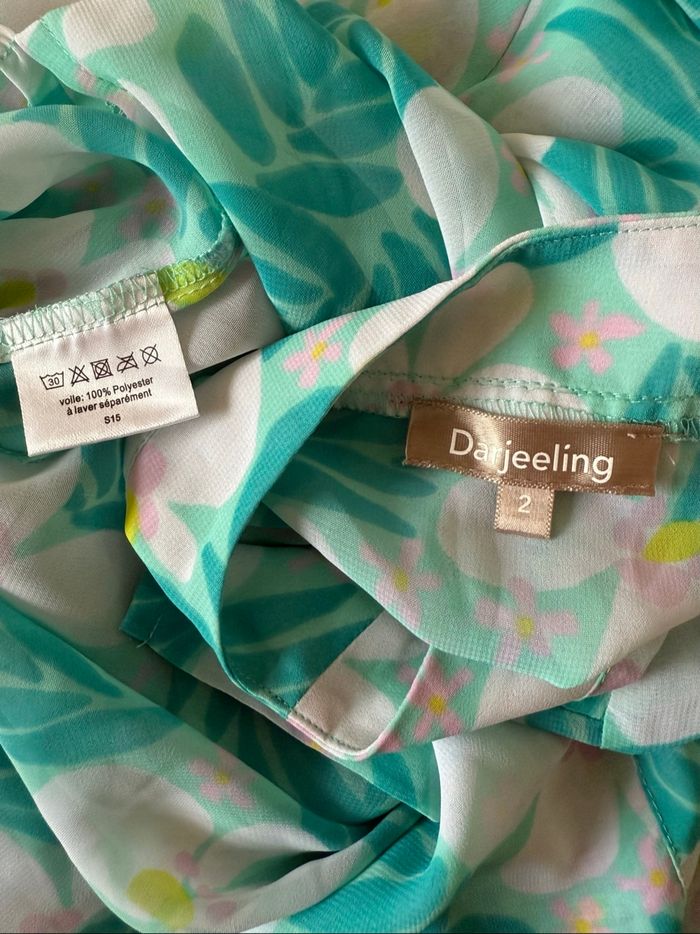 30
voile: 100% Polyester
à laver séparément
S15
Darjeeling
2